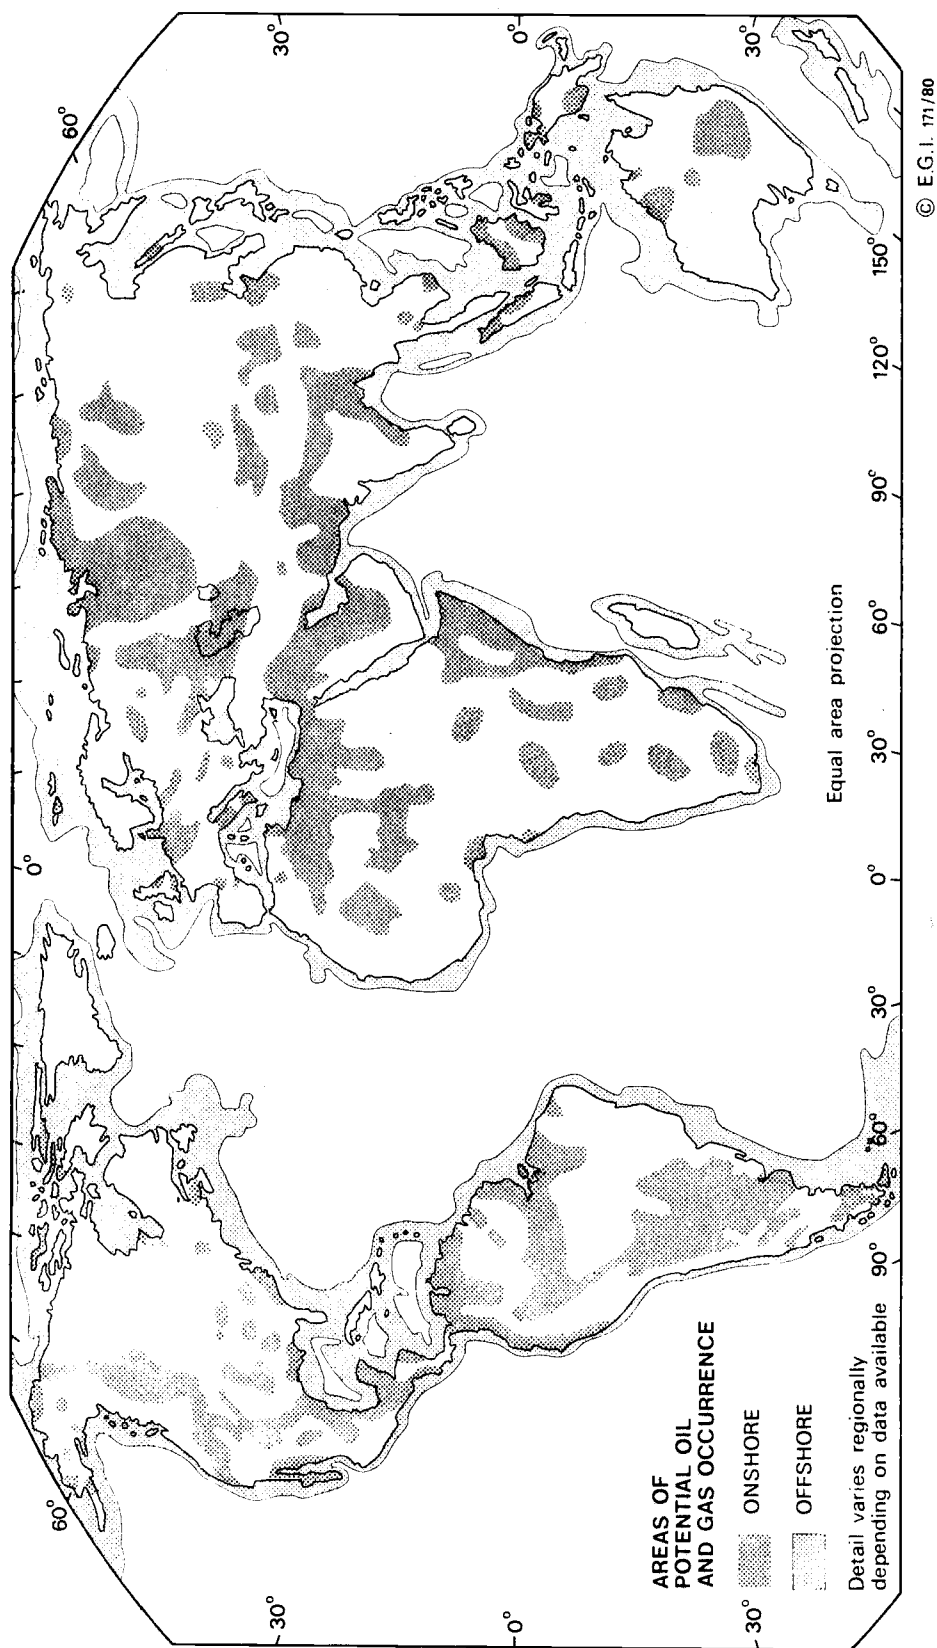 60°
30°
0°
30°
0°
60°
30°
0°
30°
90°
60°
30°
0°
30°
60°
90°
120°
150°
AREAS OF
POTENTIAL OIL
AND GAS OCCURRENCE
ONSHORE
OFFSHORE
Detail varies regionally
depending on data available
Equal area projection
© E.G.I. 171/80